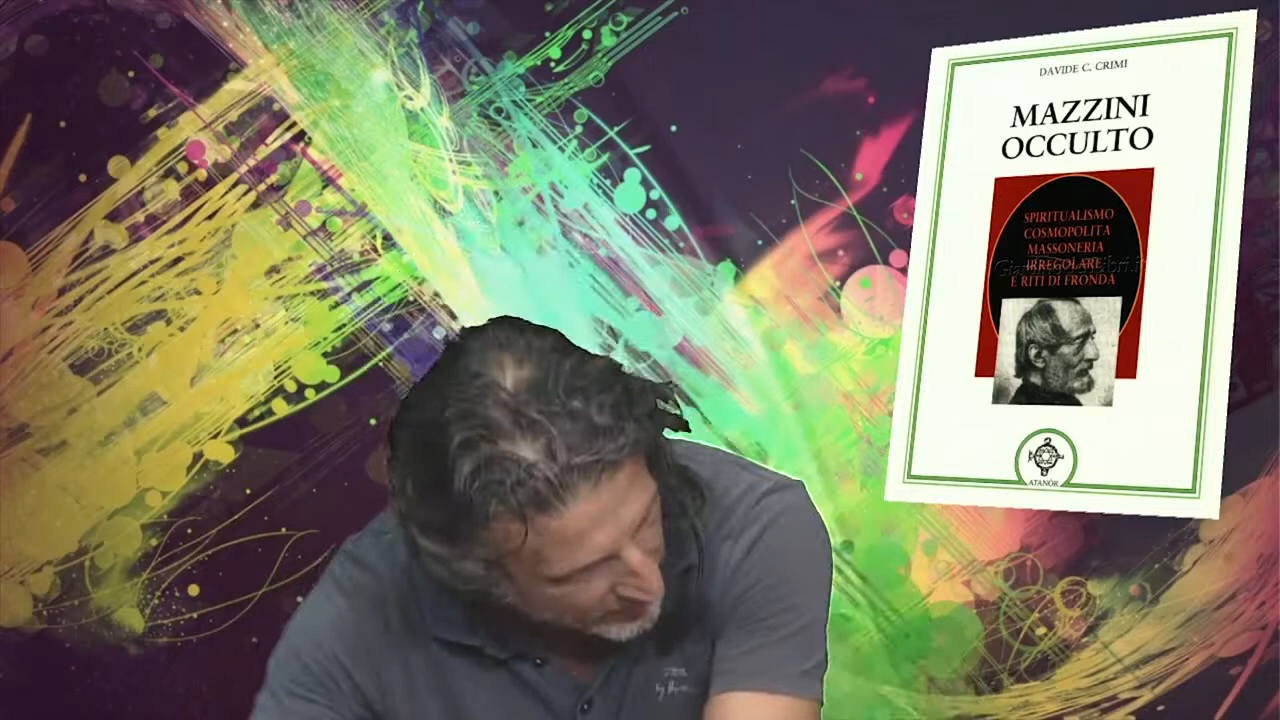 DAVIDE C. CRIMI
MAZZINI
OCCULTO
SPIRITUALISMO
COSMOPOLITA
MASSONERIA
IRREGOLARE
E RITI DI FRONDA
ATANÒR